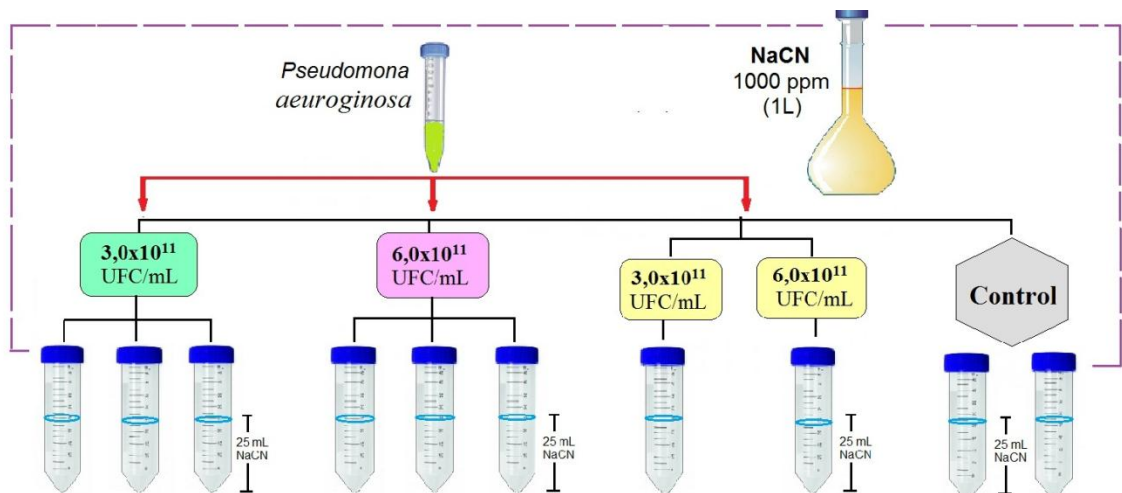 Pseudomona
aeuroginosa
NaCN
1000 ppm
(1L)
3,0x10¹¹
UFC/mL
6,0x10¹¹
UFC/mL
3,0x10¹¹
UFC/mL
6,0x10¹¹
UFC/mL
Control
25 mL
NaCN
25 mL
NaCN
25 mL
NaCN
25 mL
NaCN